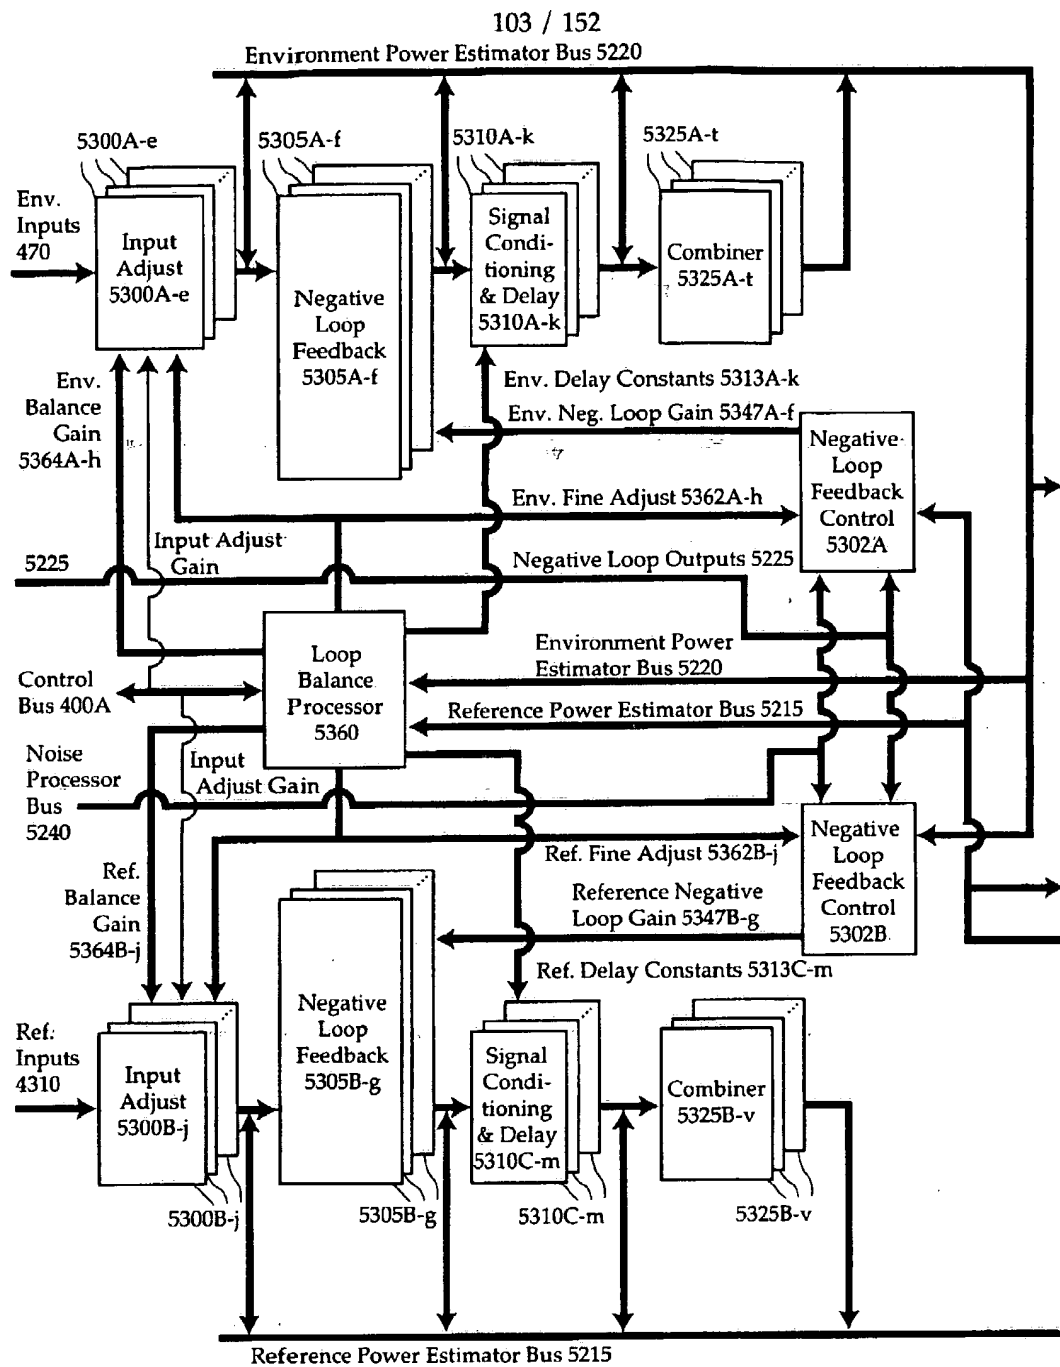 103 / 152
Environment Power Estimator Bus 5220
5300A-e
5305A-f
5310A-k
5325A-t
Env.
Inputs
470
Input
Adjust
5300A-e
Negative
Loop
Feedback
5305A-f
Signal
Condi-
tioning
& Delay
5310A-k
Combiner
5325A-t
Env.
Balance
Gain
5364A-h
Env. Delay Constants 5313A-k
Env. Neg. Loop Gain 5347A-f
Negative
Loop
Feedback
Control
5302A
Env. Fine Adjust 5362A-h
Input Adjust
Gain
5225
Negative Loop Outputs 5225
Loop
Balance
Processor
5360
Environment Power
Estimator Bus 5220
Control
Bus 400A
Reference Power Estimator Bus 5215
Noise
Processor
Bus
5240
Input
Adjust Gain
Negative
Loop
Feedback
Control
5302B
Ref. Fine Adjust 5362B-j
Ref.
Balance
Gain
5364B-j
Reference Negative
Loop Gain 5347B-g
Ref. Delay Constants 5313C-m
Ref.
Inputs
4310
Input
Adjust
5300B-j
Negative
Loop
Feedback
5305B-g
Signal
Condi-
tioning
& Delay
5310C-m
Combiner
5325B-v
5300B-j
5305B-g
5310C-m
5325B-v
Reference Power Estimator Bus 5215